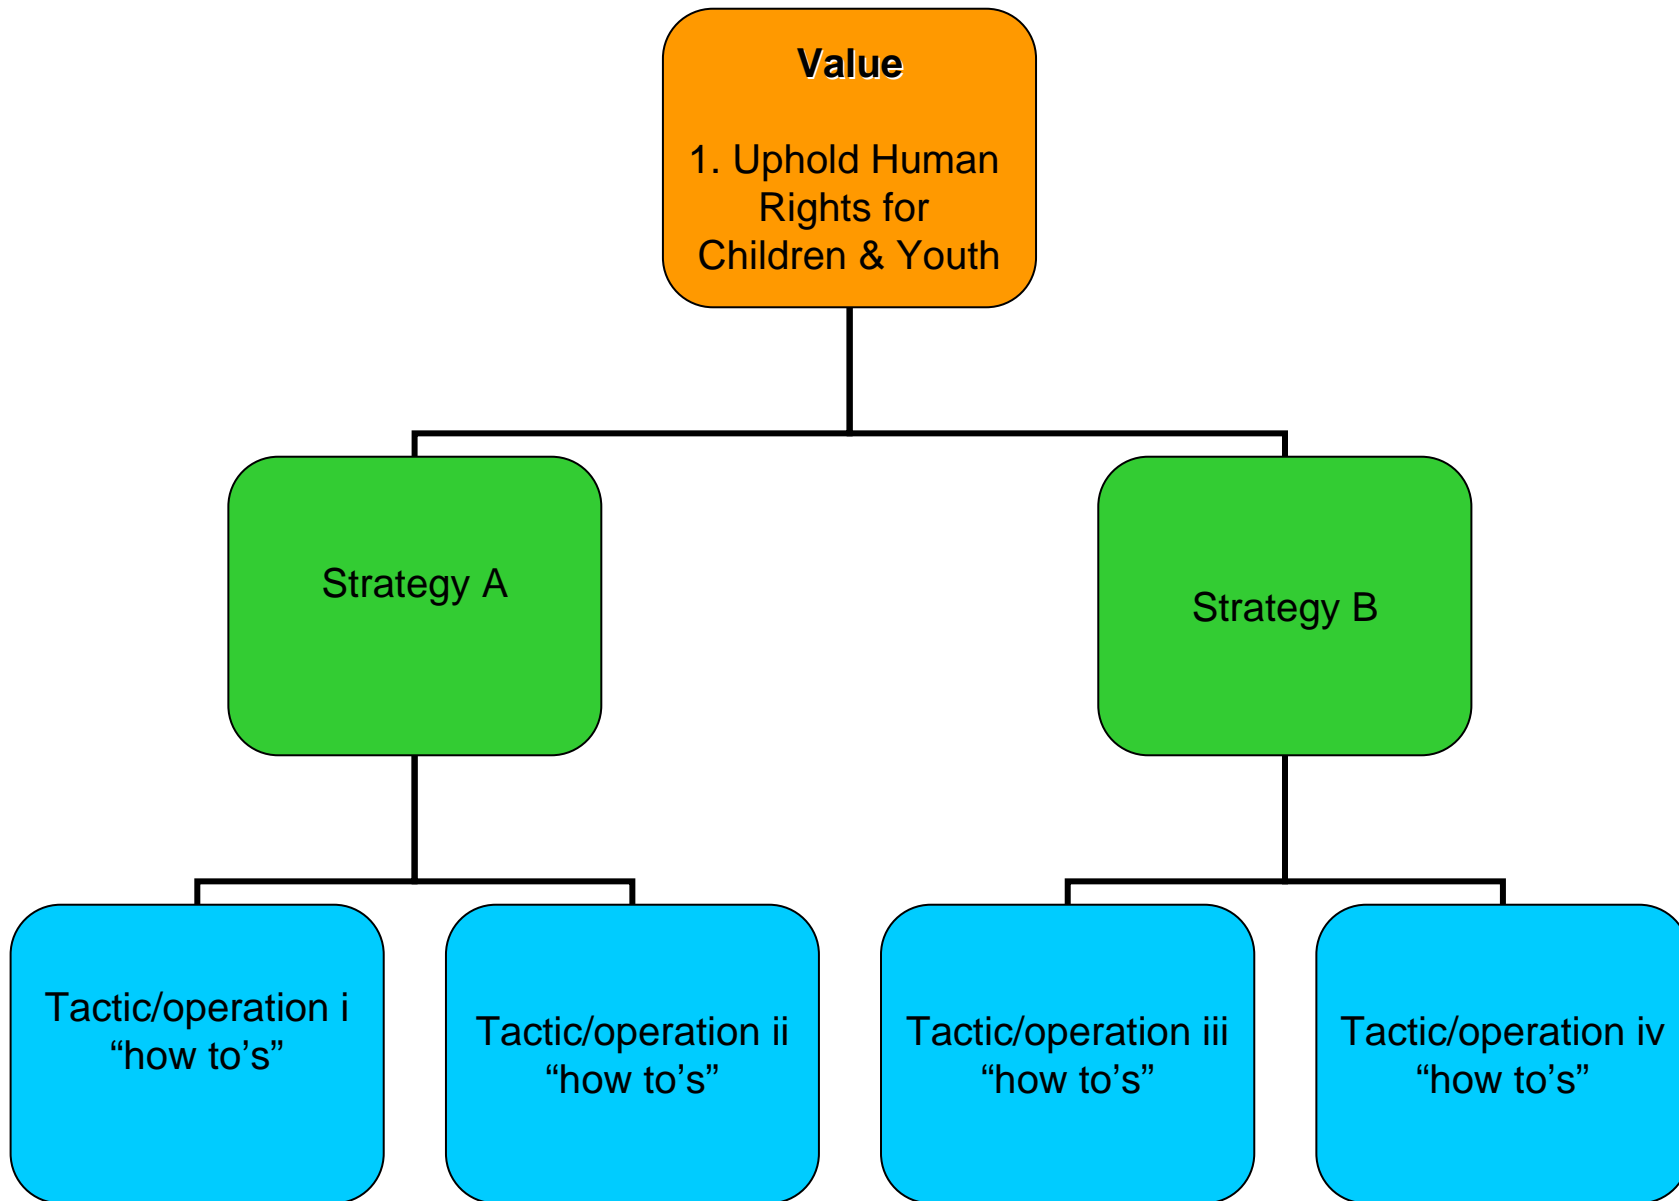 Value
1. Uphold Human
Rights for
Children & Youth
Strategy A
Strategy B
Tactic/operation i
“how to’s”
Tactic/operation ii
“how to’s”
Tactic/operation iii
“how to’s”
Tactic/operation iv
“how to’s”